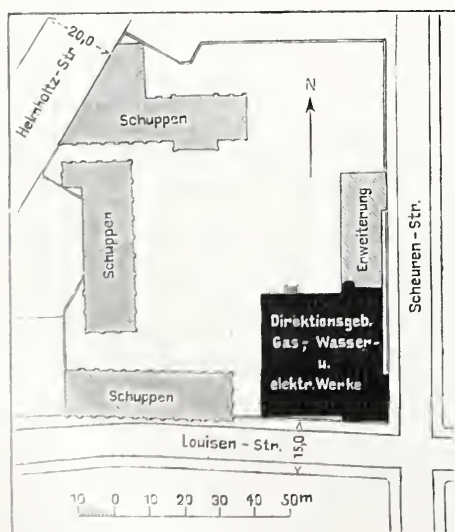 20,0
Helmholtz-Str
Schuppen
N
Schuppen
Erweiterung
Scheuren-Str.
Direktionsgeb.
Gas-, Wasser-
u.
elektr. Werke
Schuppen
Louisen-Str.
15,0
10 0 10 20 30 40 50m